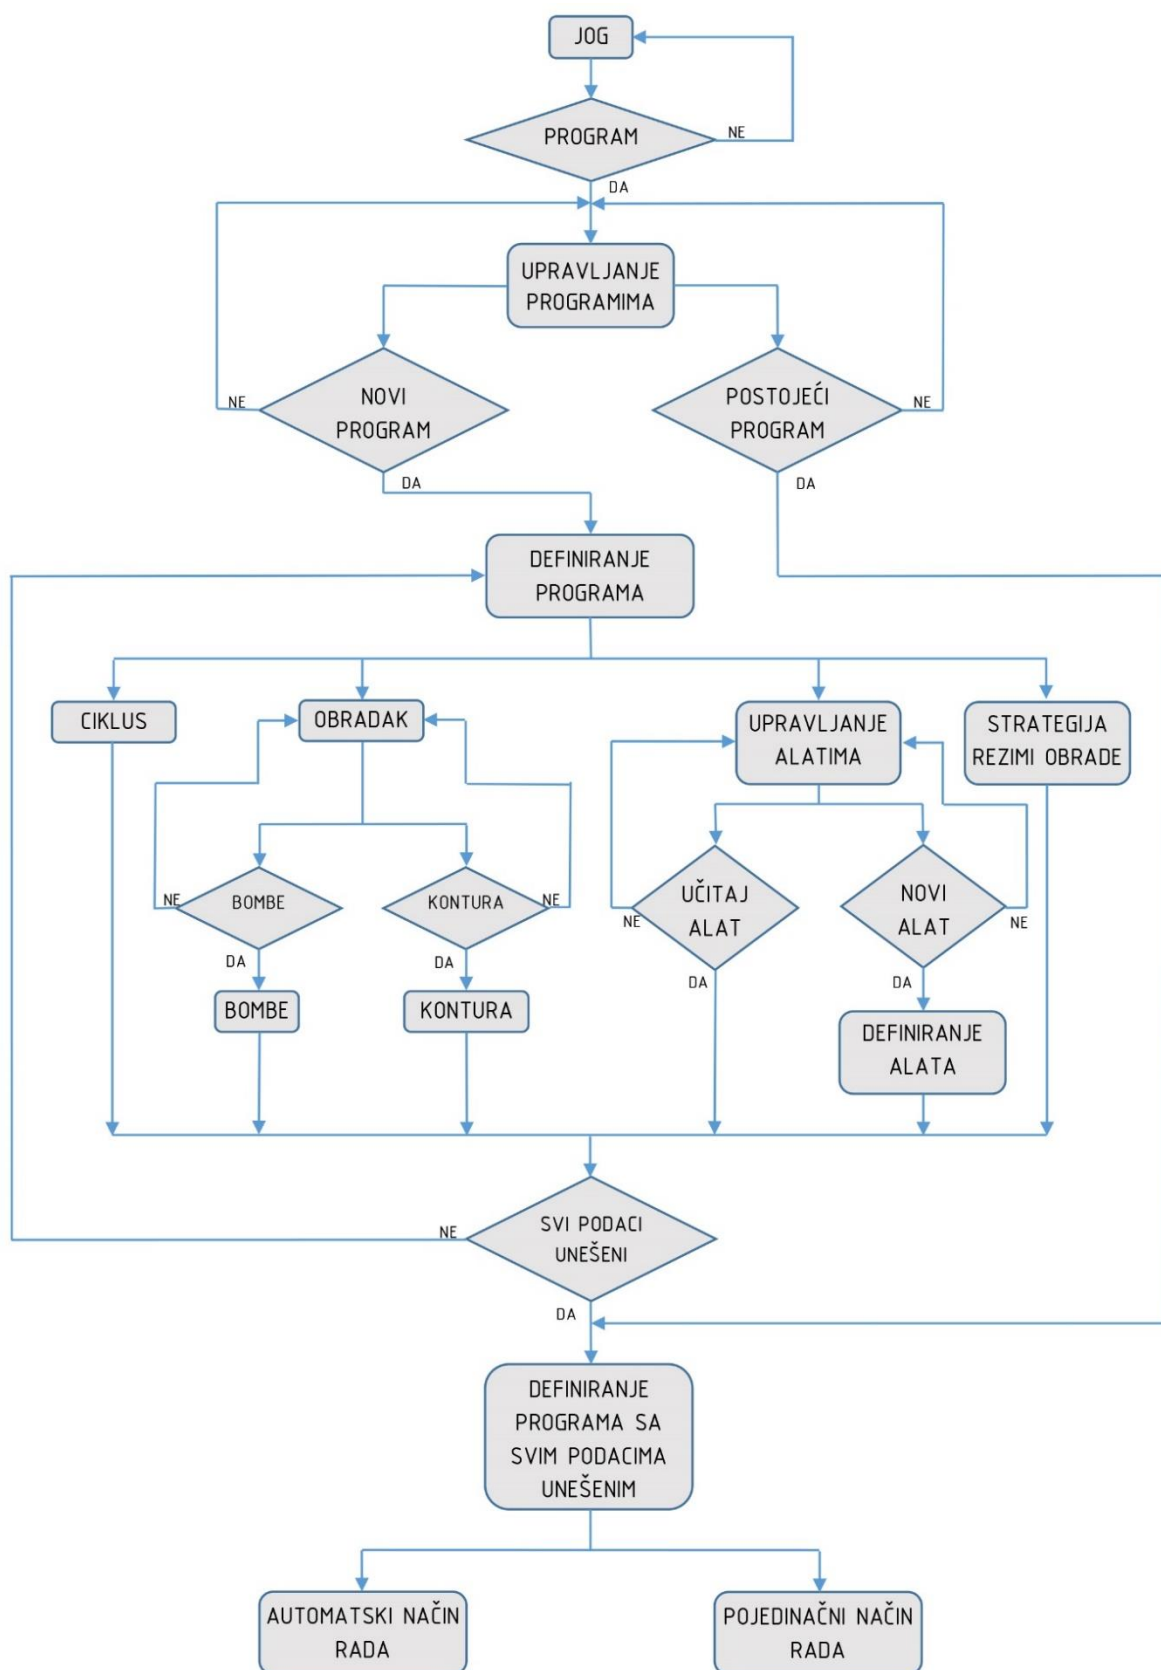 JOG
PROGRAM
NE
DA
UPRAVLJANJE
PROGRAMIMA
NOVI
PROGRAM
NE
DA
POSTOJEĆI
PROGRAM
NE
DA
DEFINIRANJE
PROGRAMA
CIKLUS
OBRADAK
UPRAVLJANJE
ALATIMA
STRATEGIJA
REZIMI OBRADE
BOMBE
NE
DA
KONTURA
NE
DA
UČITAJ
ALAT
NE
DA
NOVI
ALAT
NE
DA
BOMBE
KONTURA
DEFINIRANJE
ALATA
SVI PODACI
UNEŠENI
NE
DA
DEFINIRANJE
PROGRAMA SA
SVIM PODACIMA
UNEŠENIM
AUTOMATSKI NAČIN
RADA
POJEDINAČNI NAČIN
RADA